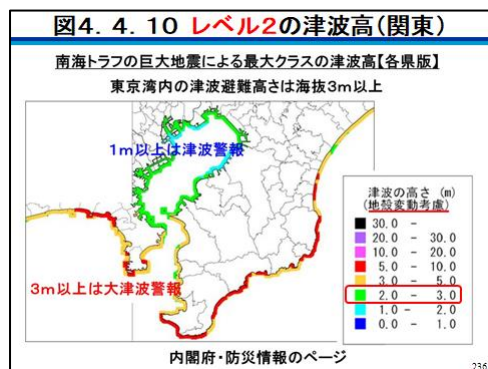 図4.4.10 レベル2の津波高(関東)
南海トラフの巨大地震による最大クラスの津波高【各県版】
東京湾内の津波避難高さは海抜3m以上
1m以上は津波警報
3m以上は大津波警報
津波の高さ (m)
(地殻変動考慮)
30.0 -
20.0 - 30.0
10.0 - 20.0
5.0 - 10.0
3.0 - 5.0
2.0 - 3.0
1.0 - 2.0
0.0 - 1.0
内閣府・防災情報のページ
236